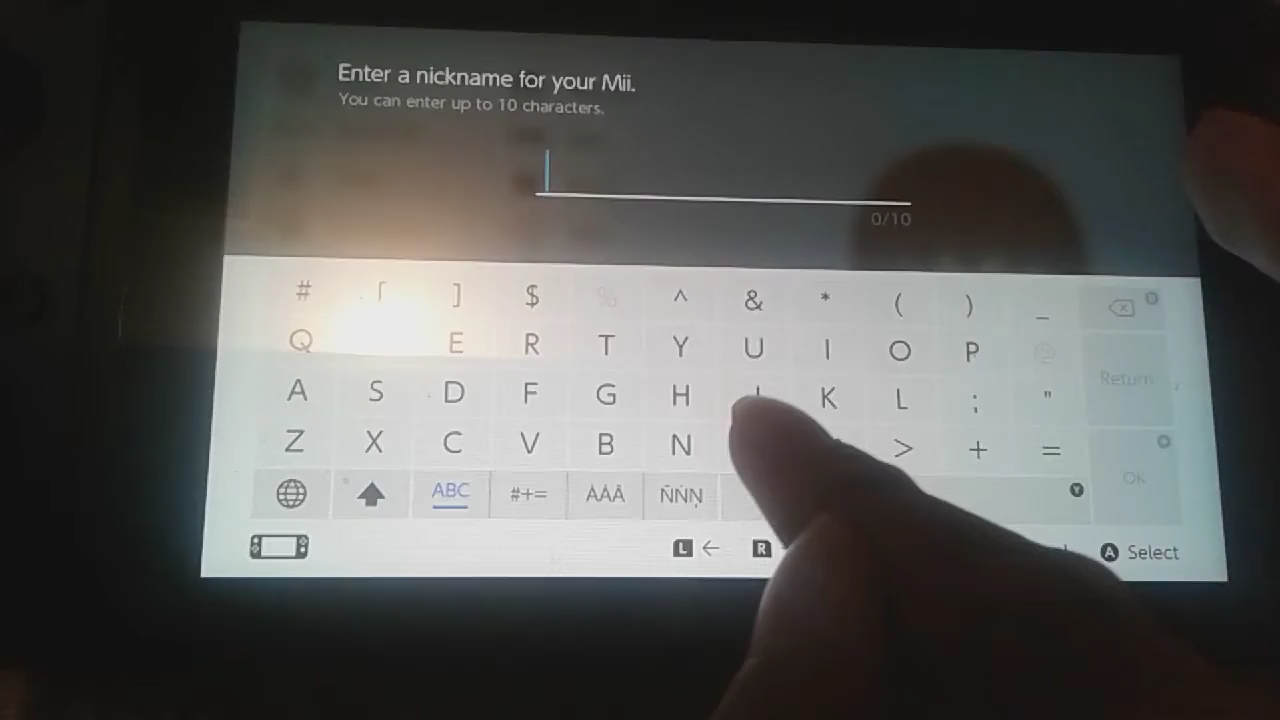 Enter a nickname for your Mii.
You can enter up to 10 characters.
0/10
# [ ] $ % ^ & * ( ) _
Q E R T Y U I O P @
A S D F G H J K L ; "
Z X C V B N > + =
ABC #+= ÀÁÂ ÑŃŅ Y OK
Return
L ← R A Select